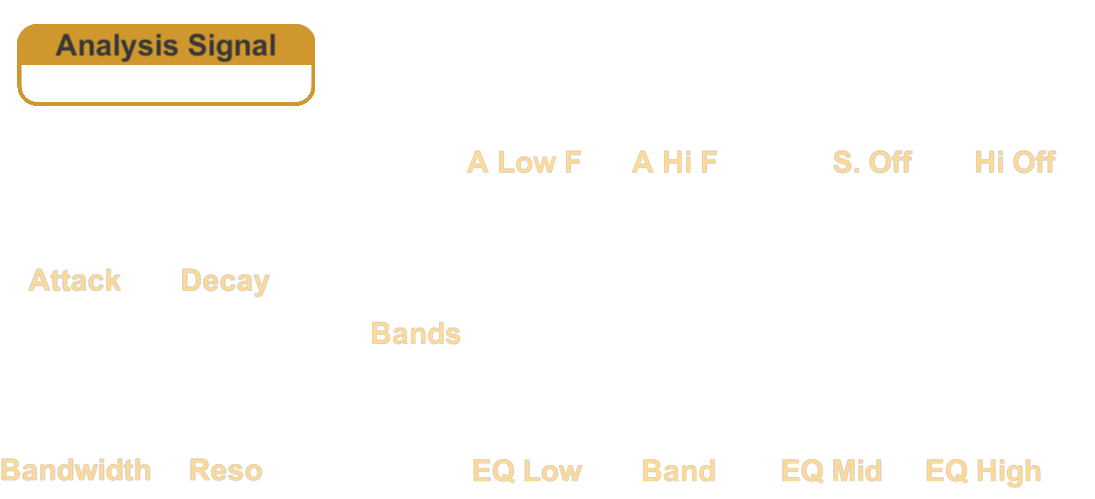 Analysis Signal
A Low F A Hi F S. Off Hi Off
Attack Decay
Bands
Bandwidth Reso EQ Low Band EQ Mid EQ High